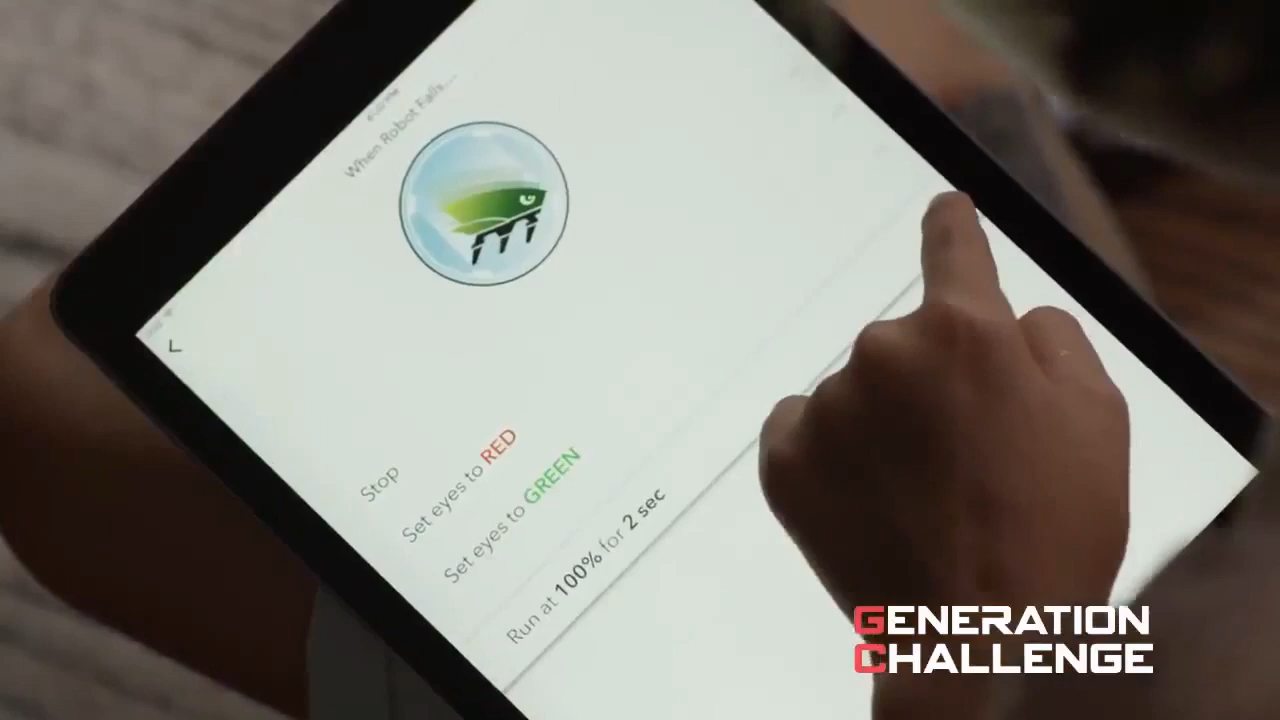 When Robot Falls...
G
Stop
Set eyes to RED
Set eyes to GREEN
Run at 100% for 2 sec
GENERATION
CHALLENGE